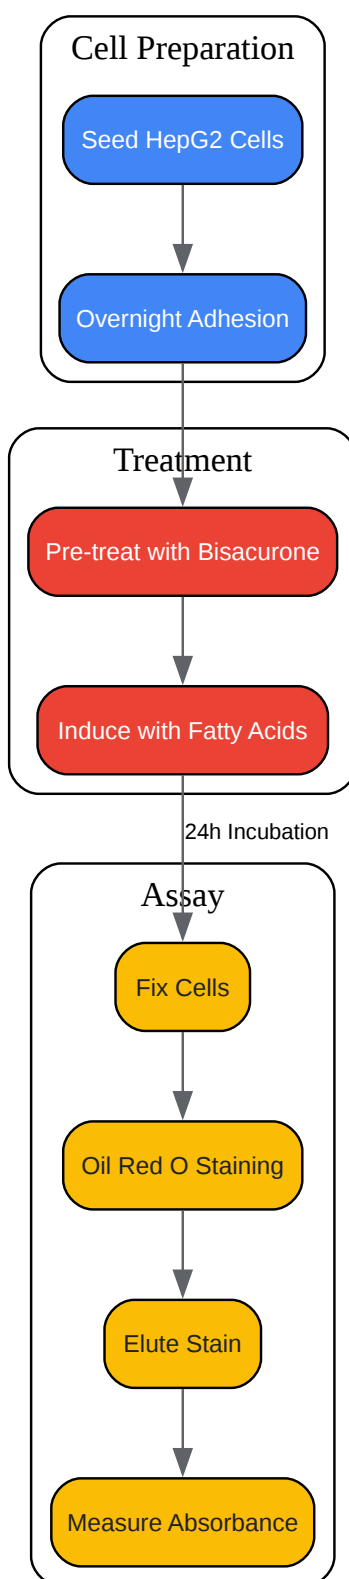 Cell Preparation
Seed HepG2 Cells
Overnight Adhesion
Treatment
Pre-treat with Bisacurone
Induce with Fatty Acids
24h Incubation
Assay
Fix Cells
Oil Red O Staining
Elute Stain
Measure Absorbance